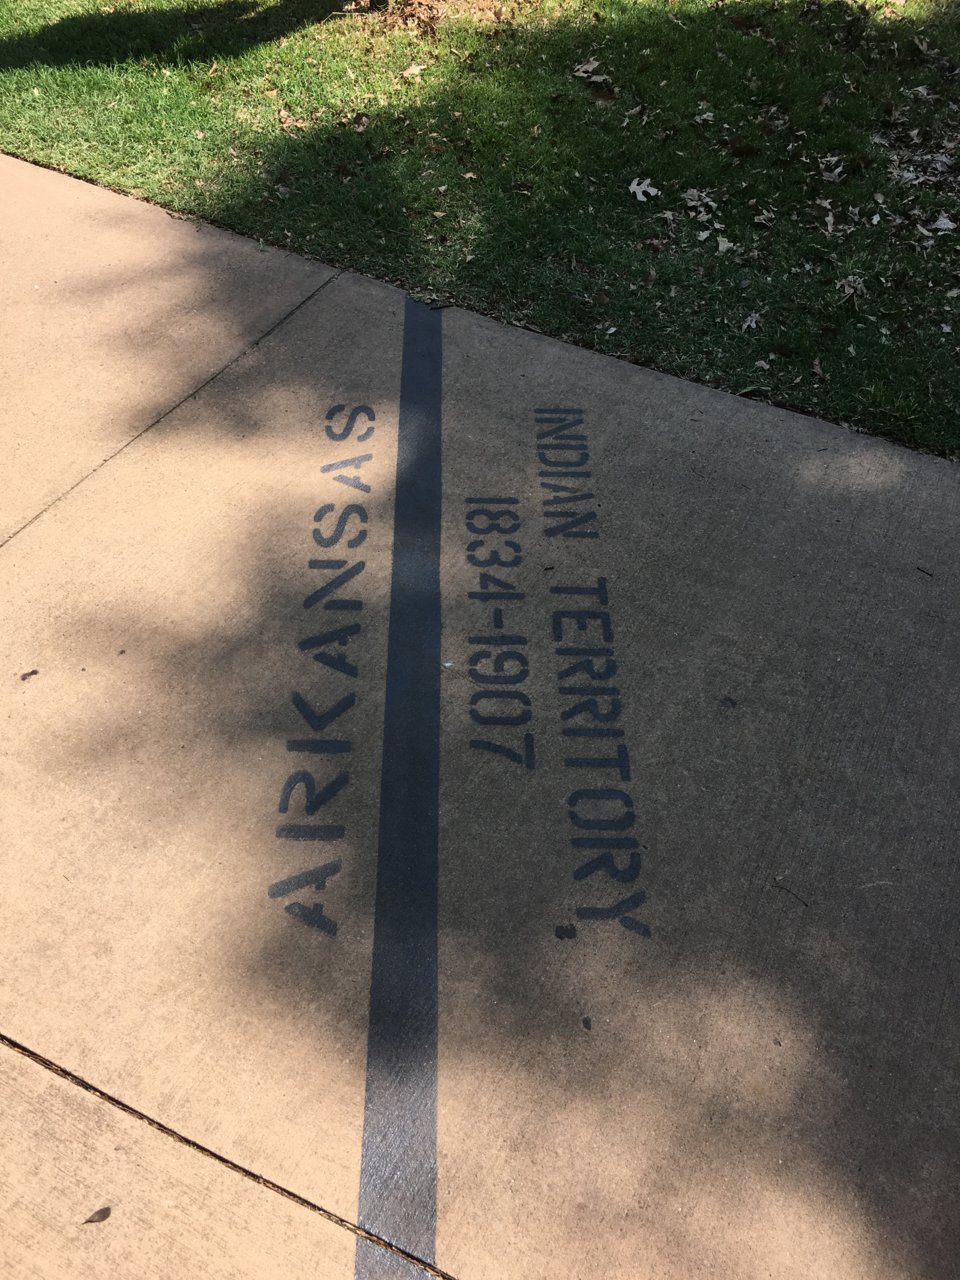 ARKANSAS
INDIAN TERRITORY,
1834-1907